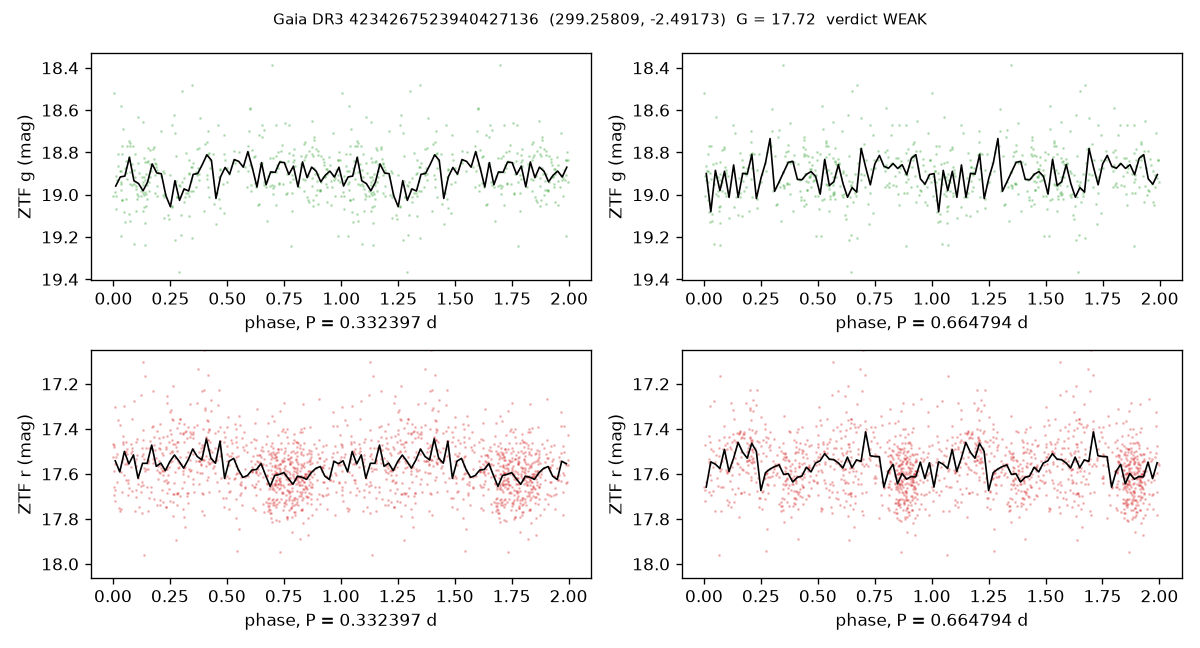 Gaia DR3 4234267523940427136  (299.25809, -2.49173)  G = 17.72  verdict WEAK
ZTF g (mag)
18.4
18.6
18.8
19.0
19.2
19.4
0.00 0.25 0.50 0.75 1.00 1.25 1.50 1.75 2.00
phase, P = 0.332397 d
ZTF g (mag)
18.4
18.6
18.8
19.0
19.2
19.4
0.00 0.25 0.50 0.75 1.00 1.25 1.50 1.75 2.00
phase, P = 0.664794 d
ZTF r (mag)
17.2
17.4
17.6
17.8
18.0
0.00 0.25 0.50 0.75 1.00 1.25 1.50 1.75 2.00
phase, P = 0.332397 d
ZTF r (mag)
17.2
17.4
17.6
17.8
18.0
0.00 0.25 0.50 0.75 1.00 1.25 1.50 1.75 2.00
phase, P = 0.664794 d